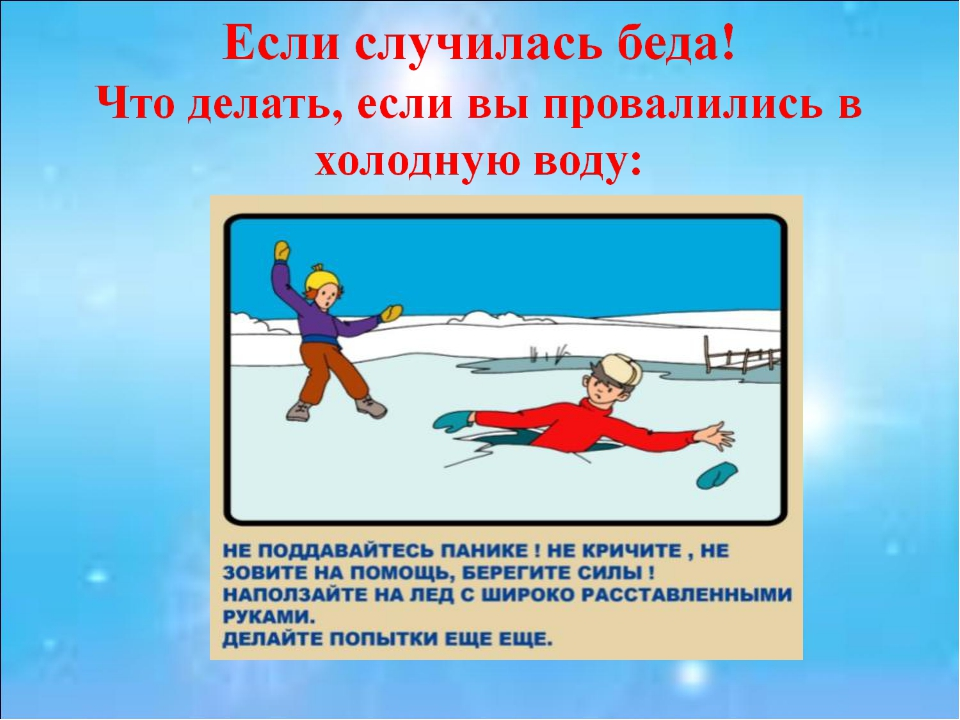 Если случилась беда!
Что делать, если вы провалились в
холодную воду:
НЕ ПОДДАВАЙТЕСЬ ПАНИКЕ ! НЕ КРИЧИТЕ , НЕ
ЗОВИТЕ НА ПОМОЩЬ, БЕРЕГИТЕ СИЛЫ !
НАПОЛЗАЙТЕ НА ЛЕД С ШИРОКО РАССТАВЛЕННЫМИ
РУКАМИ.
ДЕЛАЙТЕ ПОПЫТКИ ЕЩЕ ЕЩЕ.